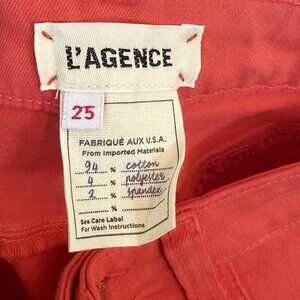 L'AGENCE
25
FABRIQUÉ AUX U.S.A.
From Imported Materials
94 % cotton
4 % polyester
2 % spandex
%
See Care Label
For Wash Instructions